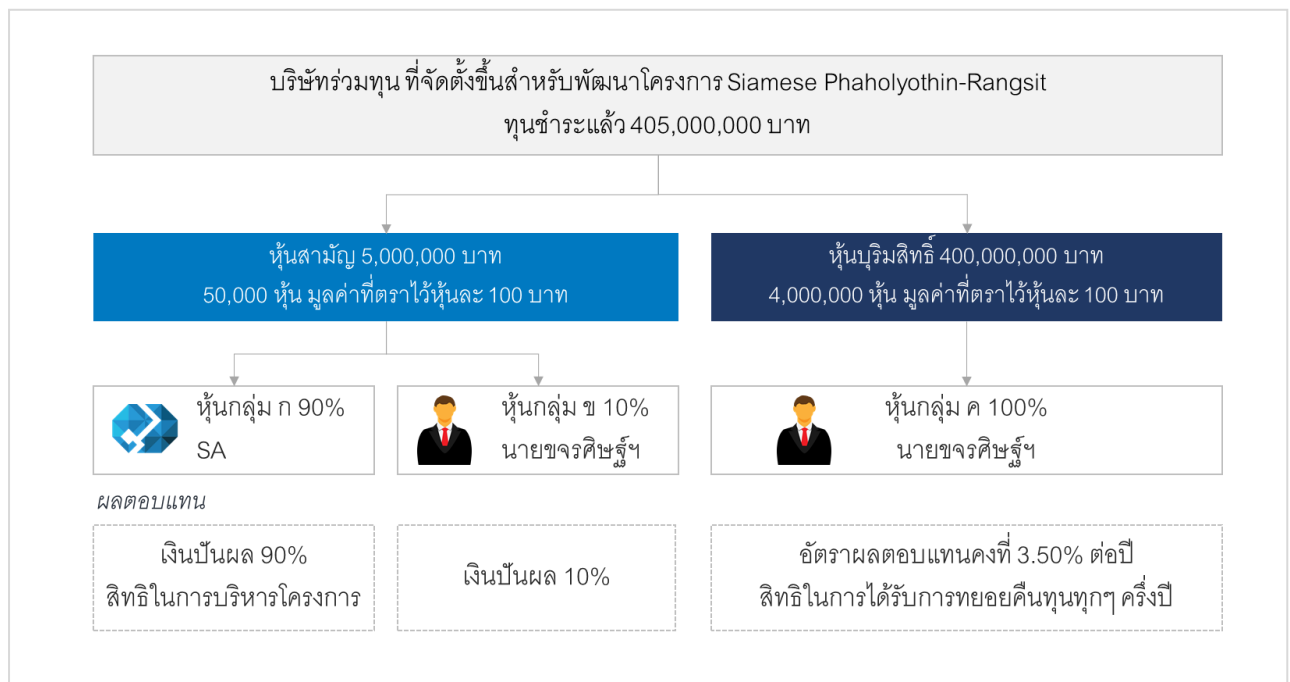 บริษัทร่วมทุน ที่จัดตั้งขึ้นสำหรับพัฒนาโครงการ Siamese Phaholyothin-Rangsit
ทุนชำระแล้ว 405,000,000 บาท
หุ้นสามัญ 5,000,000 บาท
50,000 หุ้น มูลค่าที่ตราไว้หุ้นละ 100 บาท
หุ้นบุริมสิทธิ์ 400,000,000 บาท
4,000,000 หุ้น มูลค่าที่ตราไว้หุ้นละ 100 บาท
หุ้นกลุ่ม ก 90%
SA
หุ้นกลุ่ม ข 10%
นายขจรศิษฐ์ฯ
หุ้นกลุ่ม ค 100%
นายขจรศิษฐ์ฯ
ผลตอบแทน
เงินปันผล 90%
สิทธิในการบริหารโครงการ
เงินปันผล 10%
อัตราผลตอบแทนคงที่ 3.50% ต่อปี
สิทธิในการได้รับการทยอยคืนทุนทุกๆ ครึ่งปี